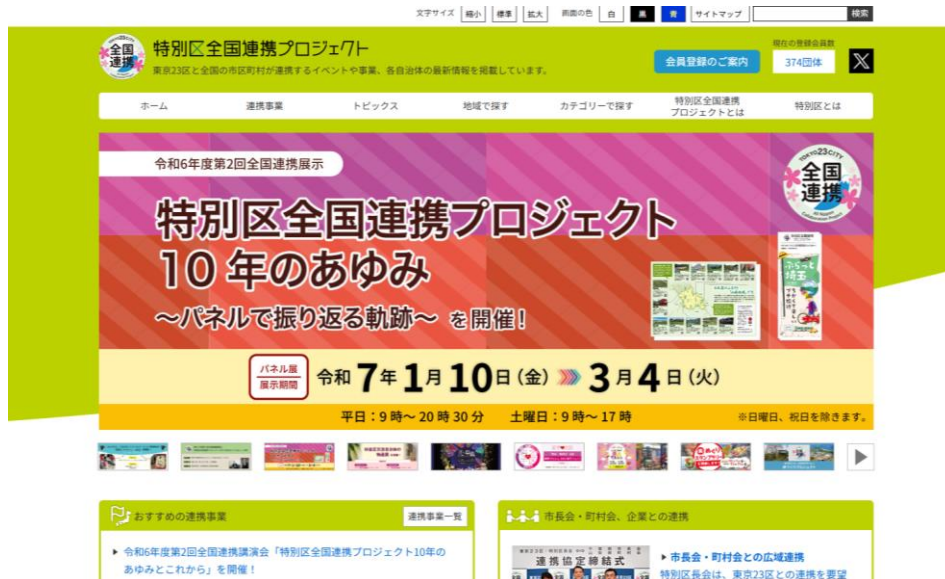 文字サイズ 縮小 標準 拡大 画面の色 白 黒 青 サイトマップ 検索
全国
連携
特別区全国連携プロジェクト
東京23区と全国の市区町村が連携するイベントや事業、各自治体の最新情報を掲載しています。
会員登録のご案内
現在の登録会員数
374団体
X
ホーム 連携事業 トピックス 地域で探す カテゴリーで探す 特別区全国連携
プロジェクトとは 特別区とは
令和6年度第2回全国連携展示
TOKYO23CITY
全国
連携
All Nippon
Collaboration Project
特別区全国連携プロジェクト
10年のあゆみ
～パネルで振り返る軌跡～ を開催!
ぶらっと
埼玉
パネル展
展示期間
令和7年1月10日(金) 3月4日(火)
平日：9時～20時30分 土曜日：9時～17時 ※日曜日、祝日を除きます。
おすすめの連携事業
連携事業一覧
令和6年度第2回全国連携講演会「特別区全国連携プロジェクト10年の
あゆみとこれから」を開催！
市長会・町村会、企業との連携
連携協定締結式
市長会・町村会との広域連携
特別区長会は、東京23区との連携を要望